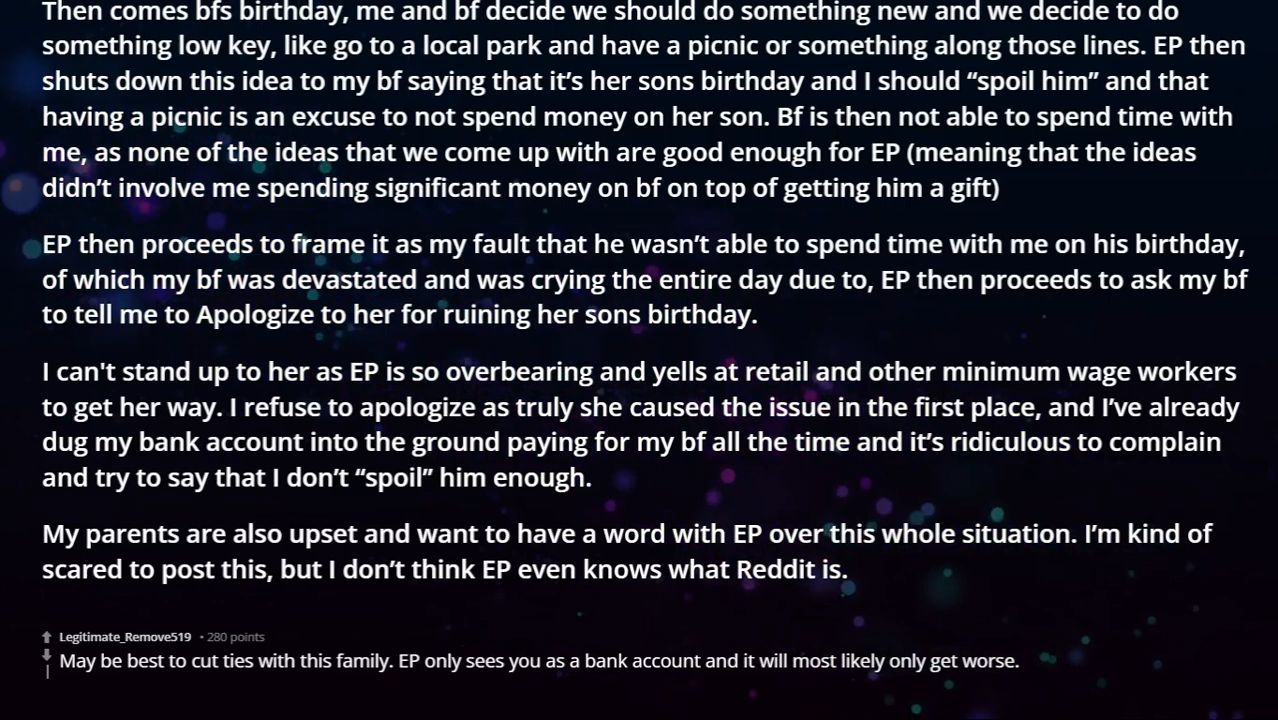 Then comes bfs birthday, me and bf decide we should do something new and we decide to do
something low key, like go to a local park and have a picnic or something along those lines. EP then
shuts down this idea to my bf saying that it’s her sons birthday and I should “spoil him” and that
having a picnic is an excuse to not spend money on her son. Bf is then not able to spend time with
me, as none of the ideas that we come up with are good enough for EP (meaning that the ideas
didn’t involve me spending significant money on bf on top of getting him a gift)
EP then proceeds to frame it as my fault that he wasn’t able to spend time with me on his birthday,
of which my bf was devastated and was crying the entire day due to, EP then proceeds to ask my bf
to tell me to Apologize to her for ruining her sons birthday.
I can't stand up to her as EP is so overbearing and yells at retail and other minimum wage workers
to get her way. I refuse to apologize as truly she caused the issue in the first place, and I’ve already
dug my bank account into the ground paying for my bf all the time and it’s ridiculous to complain
and try to say that I don’t “spoil” him enough.
My parents are also upset and want to have a word with EP over this whole situation. I’m kind of
scared to post this, but I don’t think EP even knows what Reddit is.
Legitimate_Remove519 • 280 points
May be best to cut ties with this family. EP only sees you as a bank account and it will most likely only get worse.